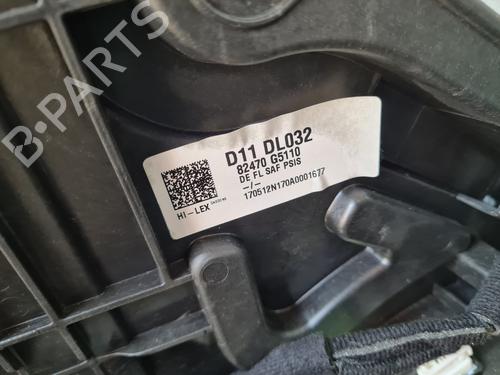 D11 DL032
82470 G5110
DE FL SAF PSIS
-/-
170512N170A0001677
HI-LEX
B-PARTS